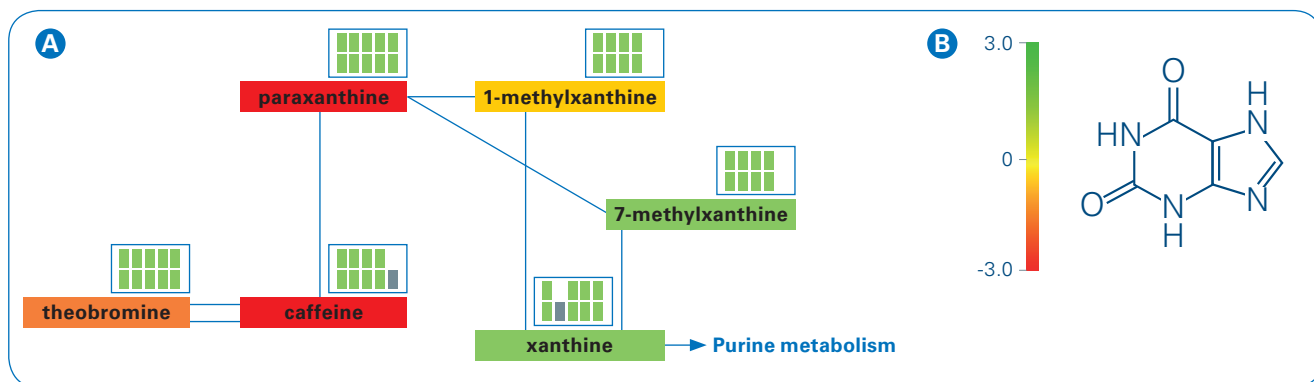 A
paraxanthine
1-methylxanthine
7-methylxanthine
theobromine
caffeine
xanthine
Purine metabolism
B
3.0
0
-3.0
O
H
N
HN
O
N
H
N